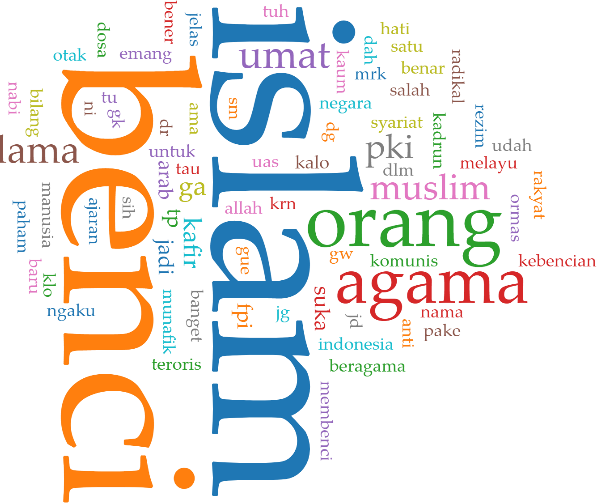 tuh
islam
bener
jelas
dosa
emang
otak
benci
umat
hati
satu
dah
kaum
mrk
benar
salah
radikal
nabi
bilang
ni
tu
gk
ama
sm
negara
dg
syariat
kadrun
rezim
udah
lama
dr
untuk
tau
arab
ga
uas
kalo
pki
dlm
melayu
muslim
rakyat
manusia
paham
ajaran
sih
tp
kafir
allah
krn
orang
ormas
jadi
gue
gw
komunis
kebencian
baru
klo
ngaku
munafik
banget
fpi
jg
suka
agama
nama
jd
anti
pake
indonesia
teroris
beragama
membenci